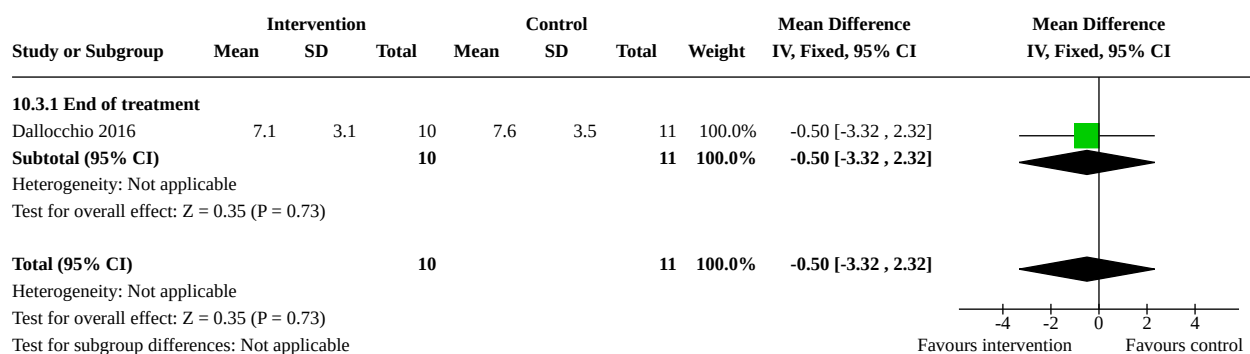 Intervention Control Mean Difference Mean Difference
Study or Subgroup Mean SD Total Mean SD Total Weight IV, Fixed, 95% CI IV, Fixed, 95% CI
10.3.1 End of treatment
Dallocchio 2016 7.1 3.1 10 7.6 3.5 11 100.0% -0.50 [-3.32 , 2.32]
Subtotal (95% CI) 10 11 100.0% -0.50 [-3.32 , 2.32]
Heterogeneity: Not applicable
Test for overall effect: Z = 0.35 (P = 0.73)
Total (95% CI) 10 11 100.0% -0.50 [-3.32 , 2.32]
Heterogeneity: Not applicable
Test for overall effect: Z = 0.35 (P = 0.73) -4 -2 0 2 4
Test for subgroup differences: Not applicable Favours intervention Favours control